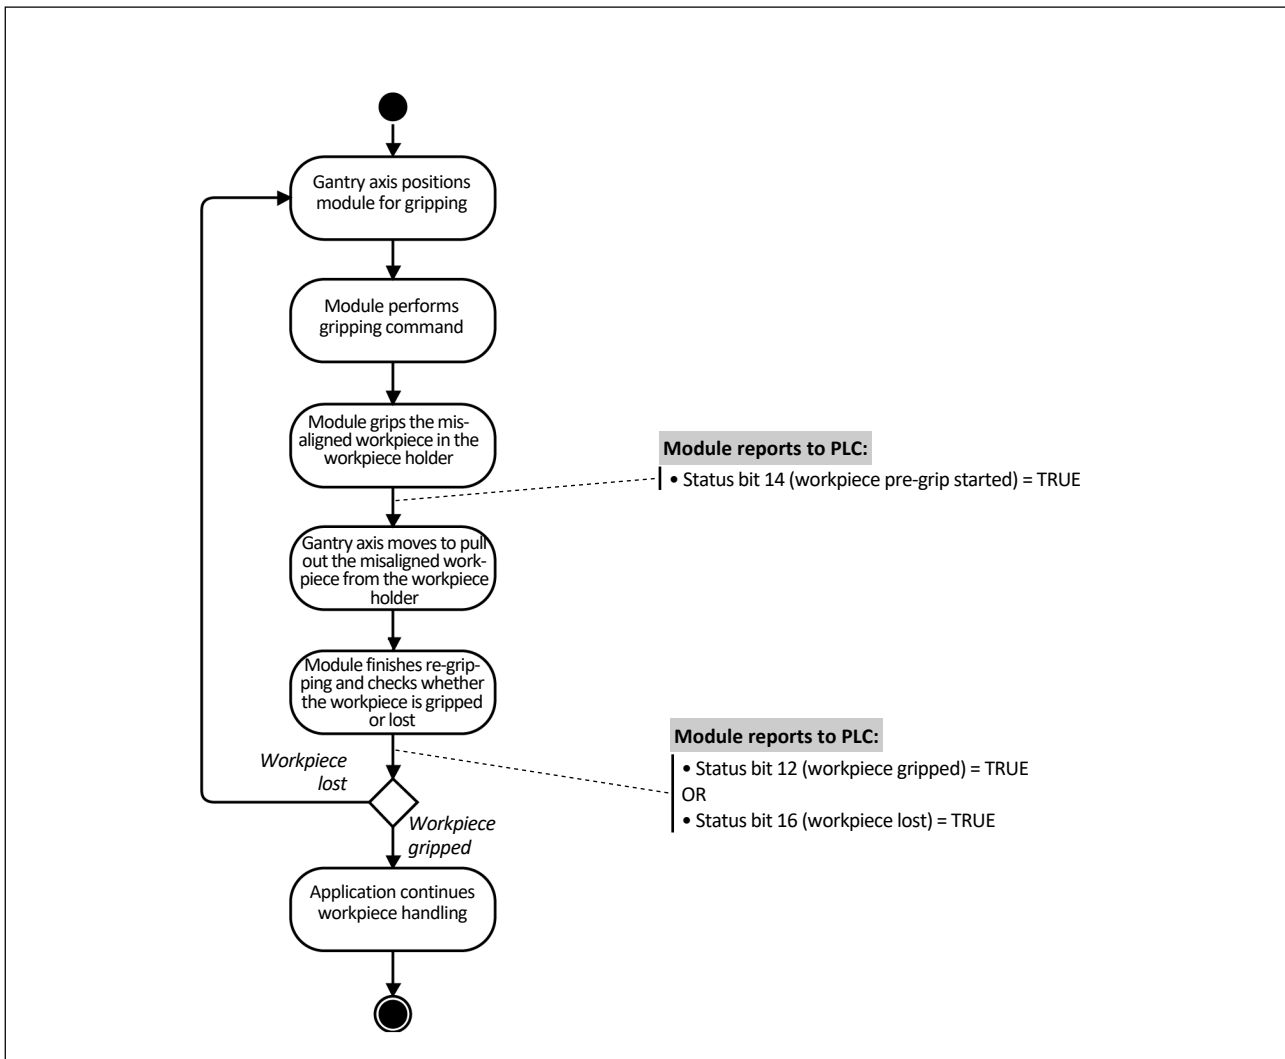 Gantry axis positions
module for gripping
Module performs
gripping command
Module grips the mis-
aligned workpiece in the
workpiece holder
Module reports to PLC:
• Status bit 14 (workpiece pre-grip started) = TRUE
Gantry axis moves to pull
out the misaligned work-
piece from the workpiece
holder
Module finishes re-grip-
ping and checks whether
the workpiece is gripped
or lost
Module reports to PLC:
• Status bit 12 (workpiece gripped) = TRUE
OR
• Status bit 16 (workpiece lost) = TRUE
Workpiece
lost
Workpiece
gripped
Application continues
workpiece handling